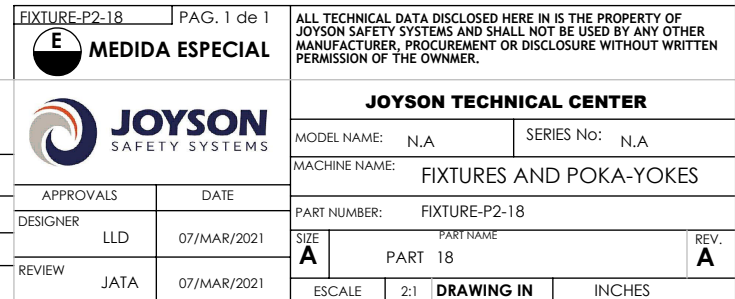 FIXTURE-P2-18 PAG. 1 de 1
E MEDIDA ESPECIAL
ALL TECHNICAL DATA DISCLOSED HERE IN IS THE PROPERTY OF
JOYSON SAFETY SYSTEMS AND SHALL NOT BE USED BY ANY OTHER
MANUFACTURER, PROCUREMENT OR DISCLOSURE WITHOUT WRITTEN
PERMISSION OF THE OWNMER.
JOYSON
SAFETY SYSTEMS
JOYSON TECHNICAL CENTER
MODEL NAME: N.A SERIES No: N.A
MACHINE NAME: FIXTURES AND POKA-YOKES
APPROVALS DATE
DESIGNER
LLD 07/MAR/2021
REVIEW
JATA 07/MAR/2021
PART NUMBER: FIXTURE-P2-18
SIZE PART NAME REV.
A PART 18 A
ESCALE 2:1 DRAWING IN INCHES